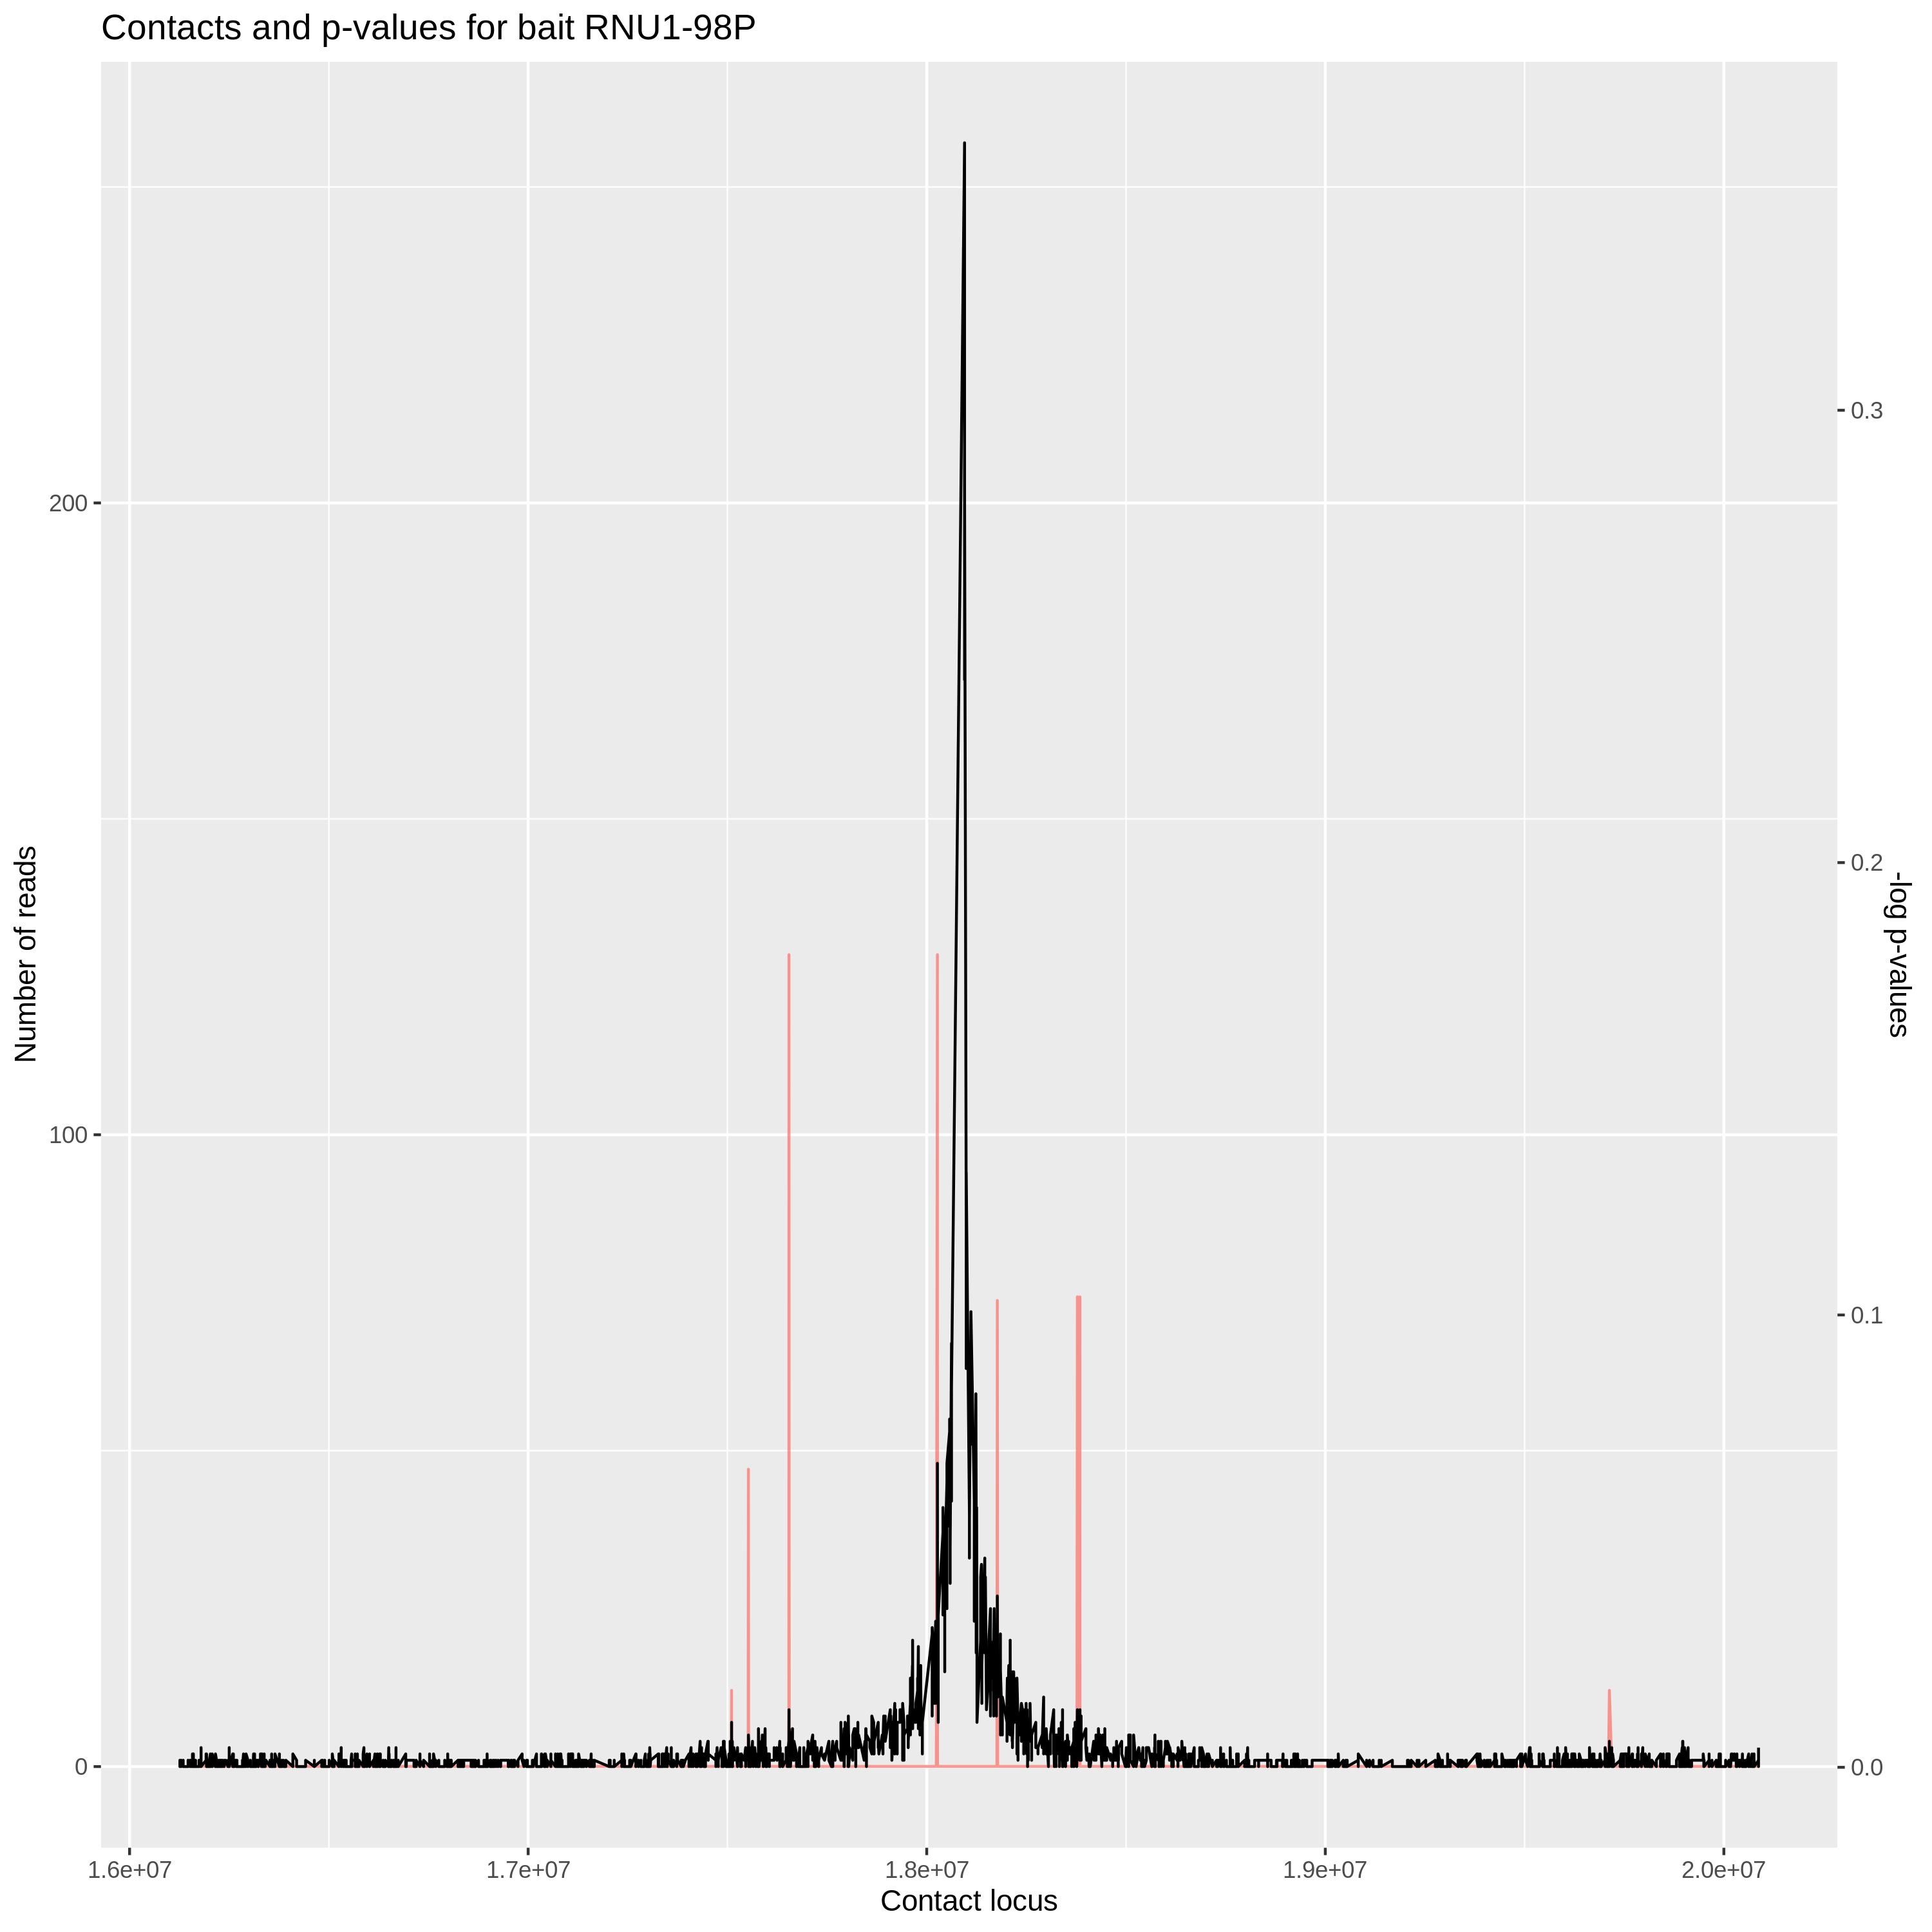 Contacts and p-values for bait RNU1-98P
Number of reads
200
100
0
0.3
0.2
0.1
0.0
-log p-values
1.6e+07 1.7e+07 1.8e+07 1.9e+07 2.0e+07
Contact locus